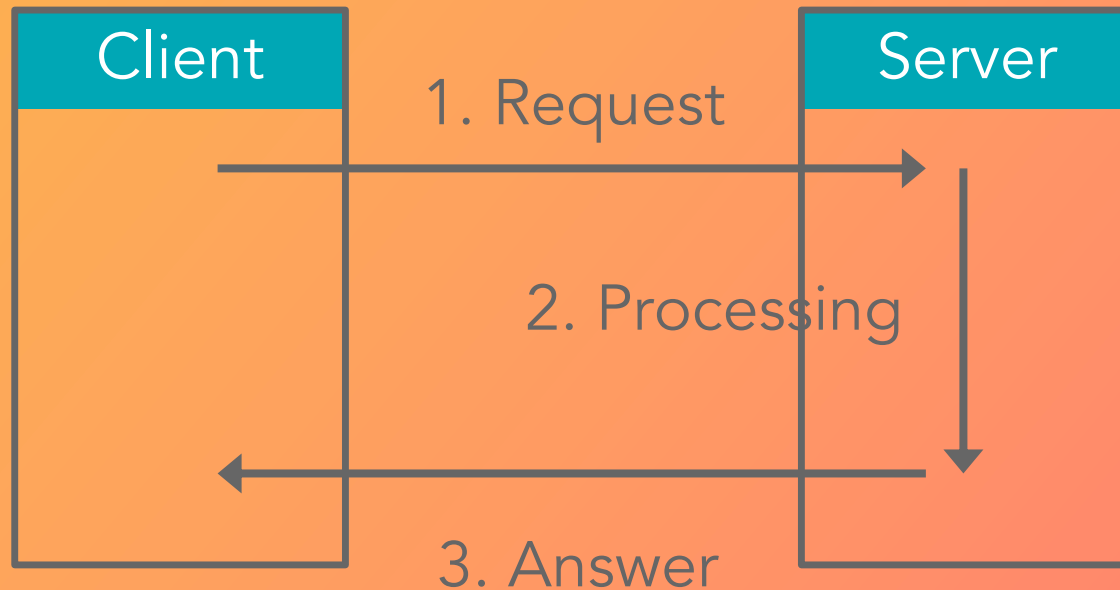 Client
Server
1. Request
2. Processing
3. Answer